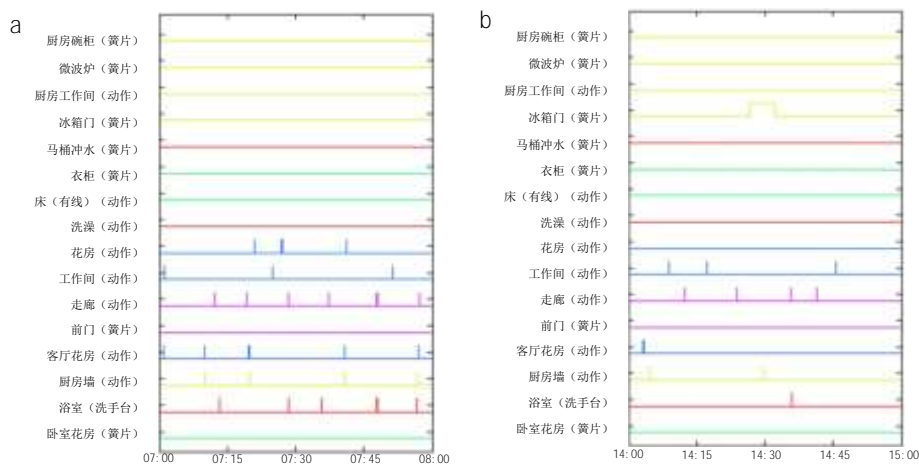 a
厨房碗柜（簧片）
微波炉（簧片）
厨房工作间（动作）
冰箱门（簧片）
马桶冲水（簧片）
衣柜（簧片）
床（有线）（动作）
洗澡（动作）
花房（动作）
工作间（动作）
走廊（动作）
前门（簧片）
客厅花房（动作）
厨房墙（动作）
浴室（洗手台）
卧室花房（簧片）
07:00 07:15 07:30 07:45 08:00
b
厨房碗柜（簧片）
微波炉（簧片）
厨房工作间（动作）
冰箱门（簧片）
马桶冲水（簧片）
衣柜（簧片）
床（有线）（动作）
洗澡（动作）
花房（动作）
工作间（动作）
走廊（动作）
前门（簧片）
客厅花房（动作）
厨房墙（动作）
浴室（洗手台）
卧室花房（簧片）
14:00 14:15 14:30 14:45 15:00